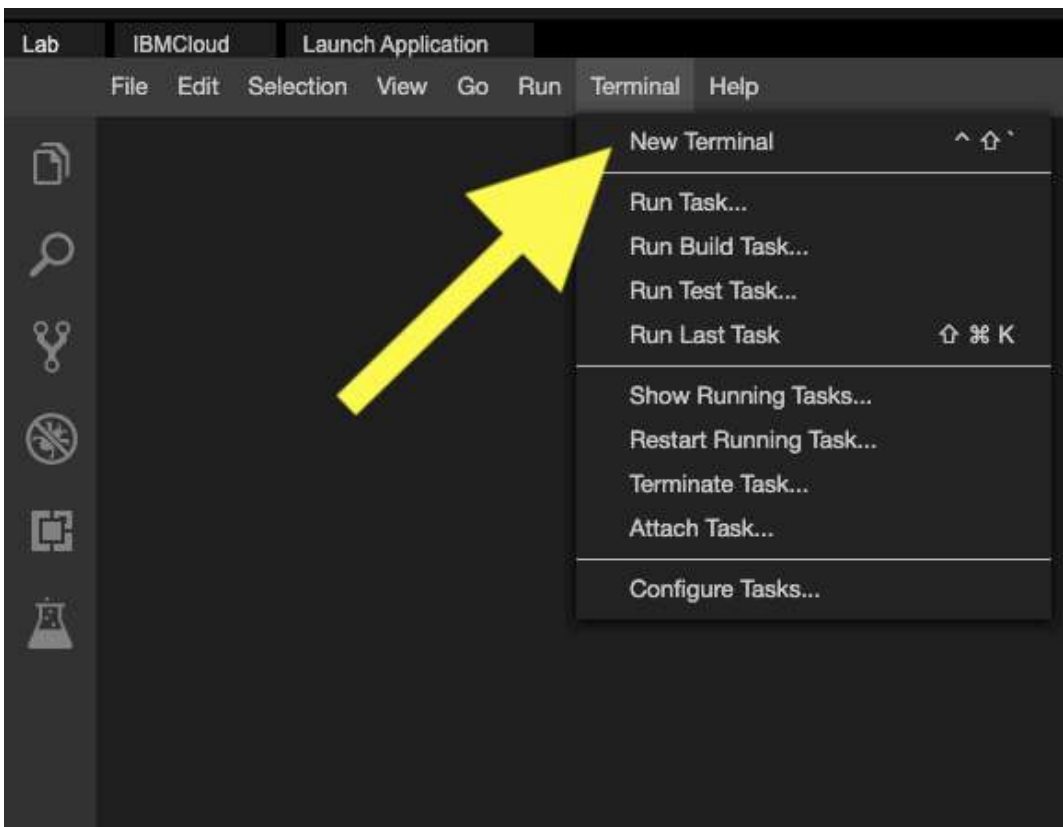 Lab IBMCloud Launch Application
File Edit Selection View Go Run Terminal Help
New Terminal ^ ⇧ `
Run Task...
Run Build Task...
Run Test Task...
Run Last Task ⇧ ⌘ K
Show Running Tasks...
Restart Running Task...
Terminate Task...
Attach Task...
Configure Tasks...